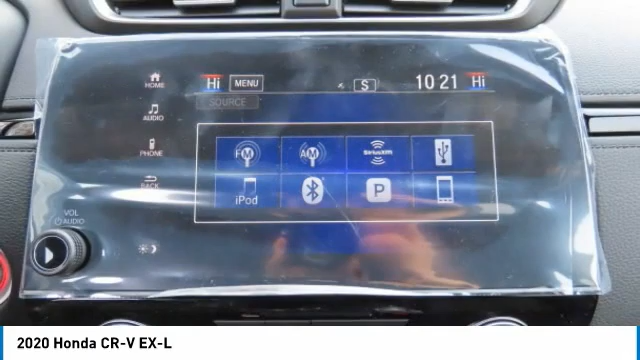 Hi MENU S 10 21 Hi
HOME
SOURCE
AUDIO
PHONE
FM AM SiriusXM
BACK
iPod P
VOL
AUDIO
2020 Honda CR-V EX-L